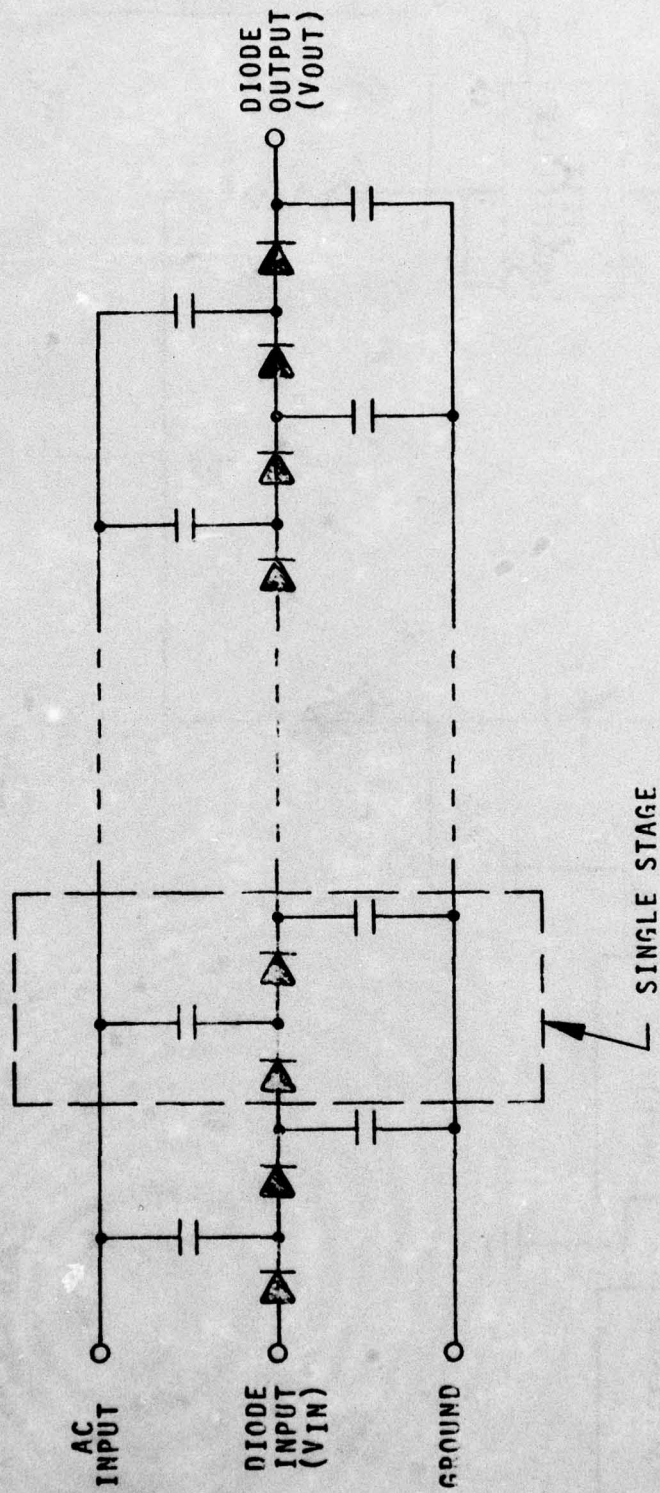 AC
INPUT
DIODE
INPUT
(VIN)
GROUND
SINGLE STAGE
DIODE
OUTPUT
(VOUT)